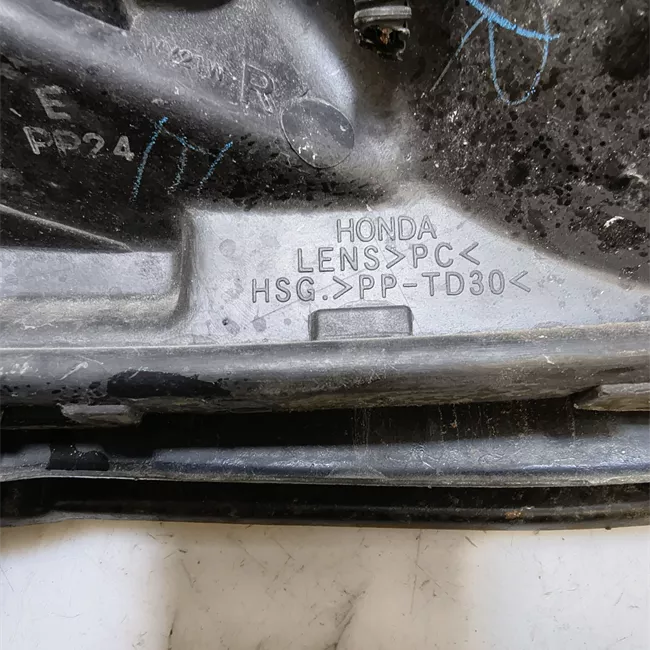 R
E
PP24
HONDA
LENS>PC<
HSG.>PP-TD30<